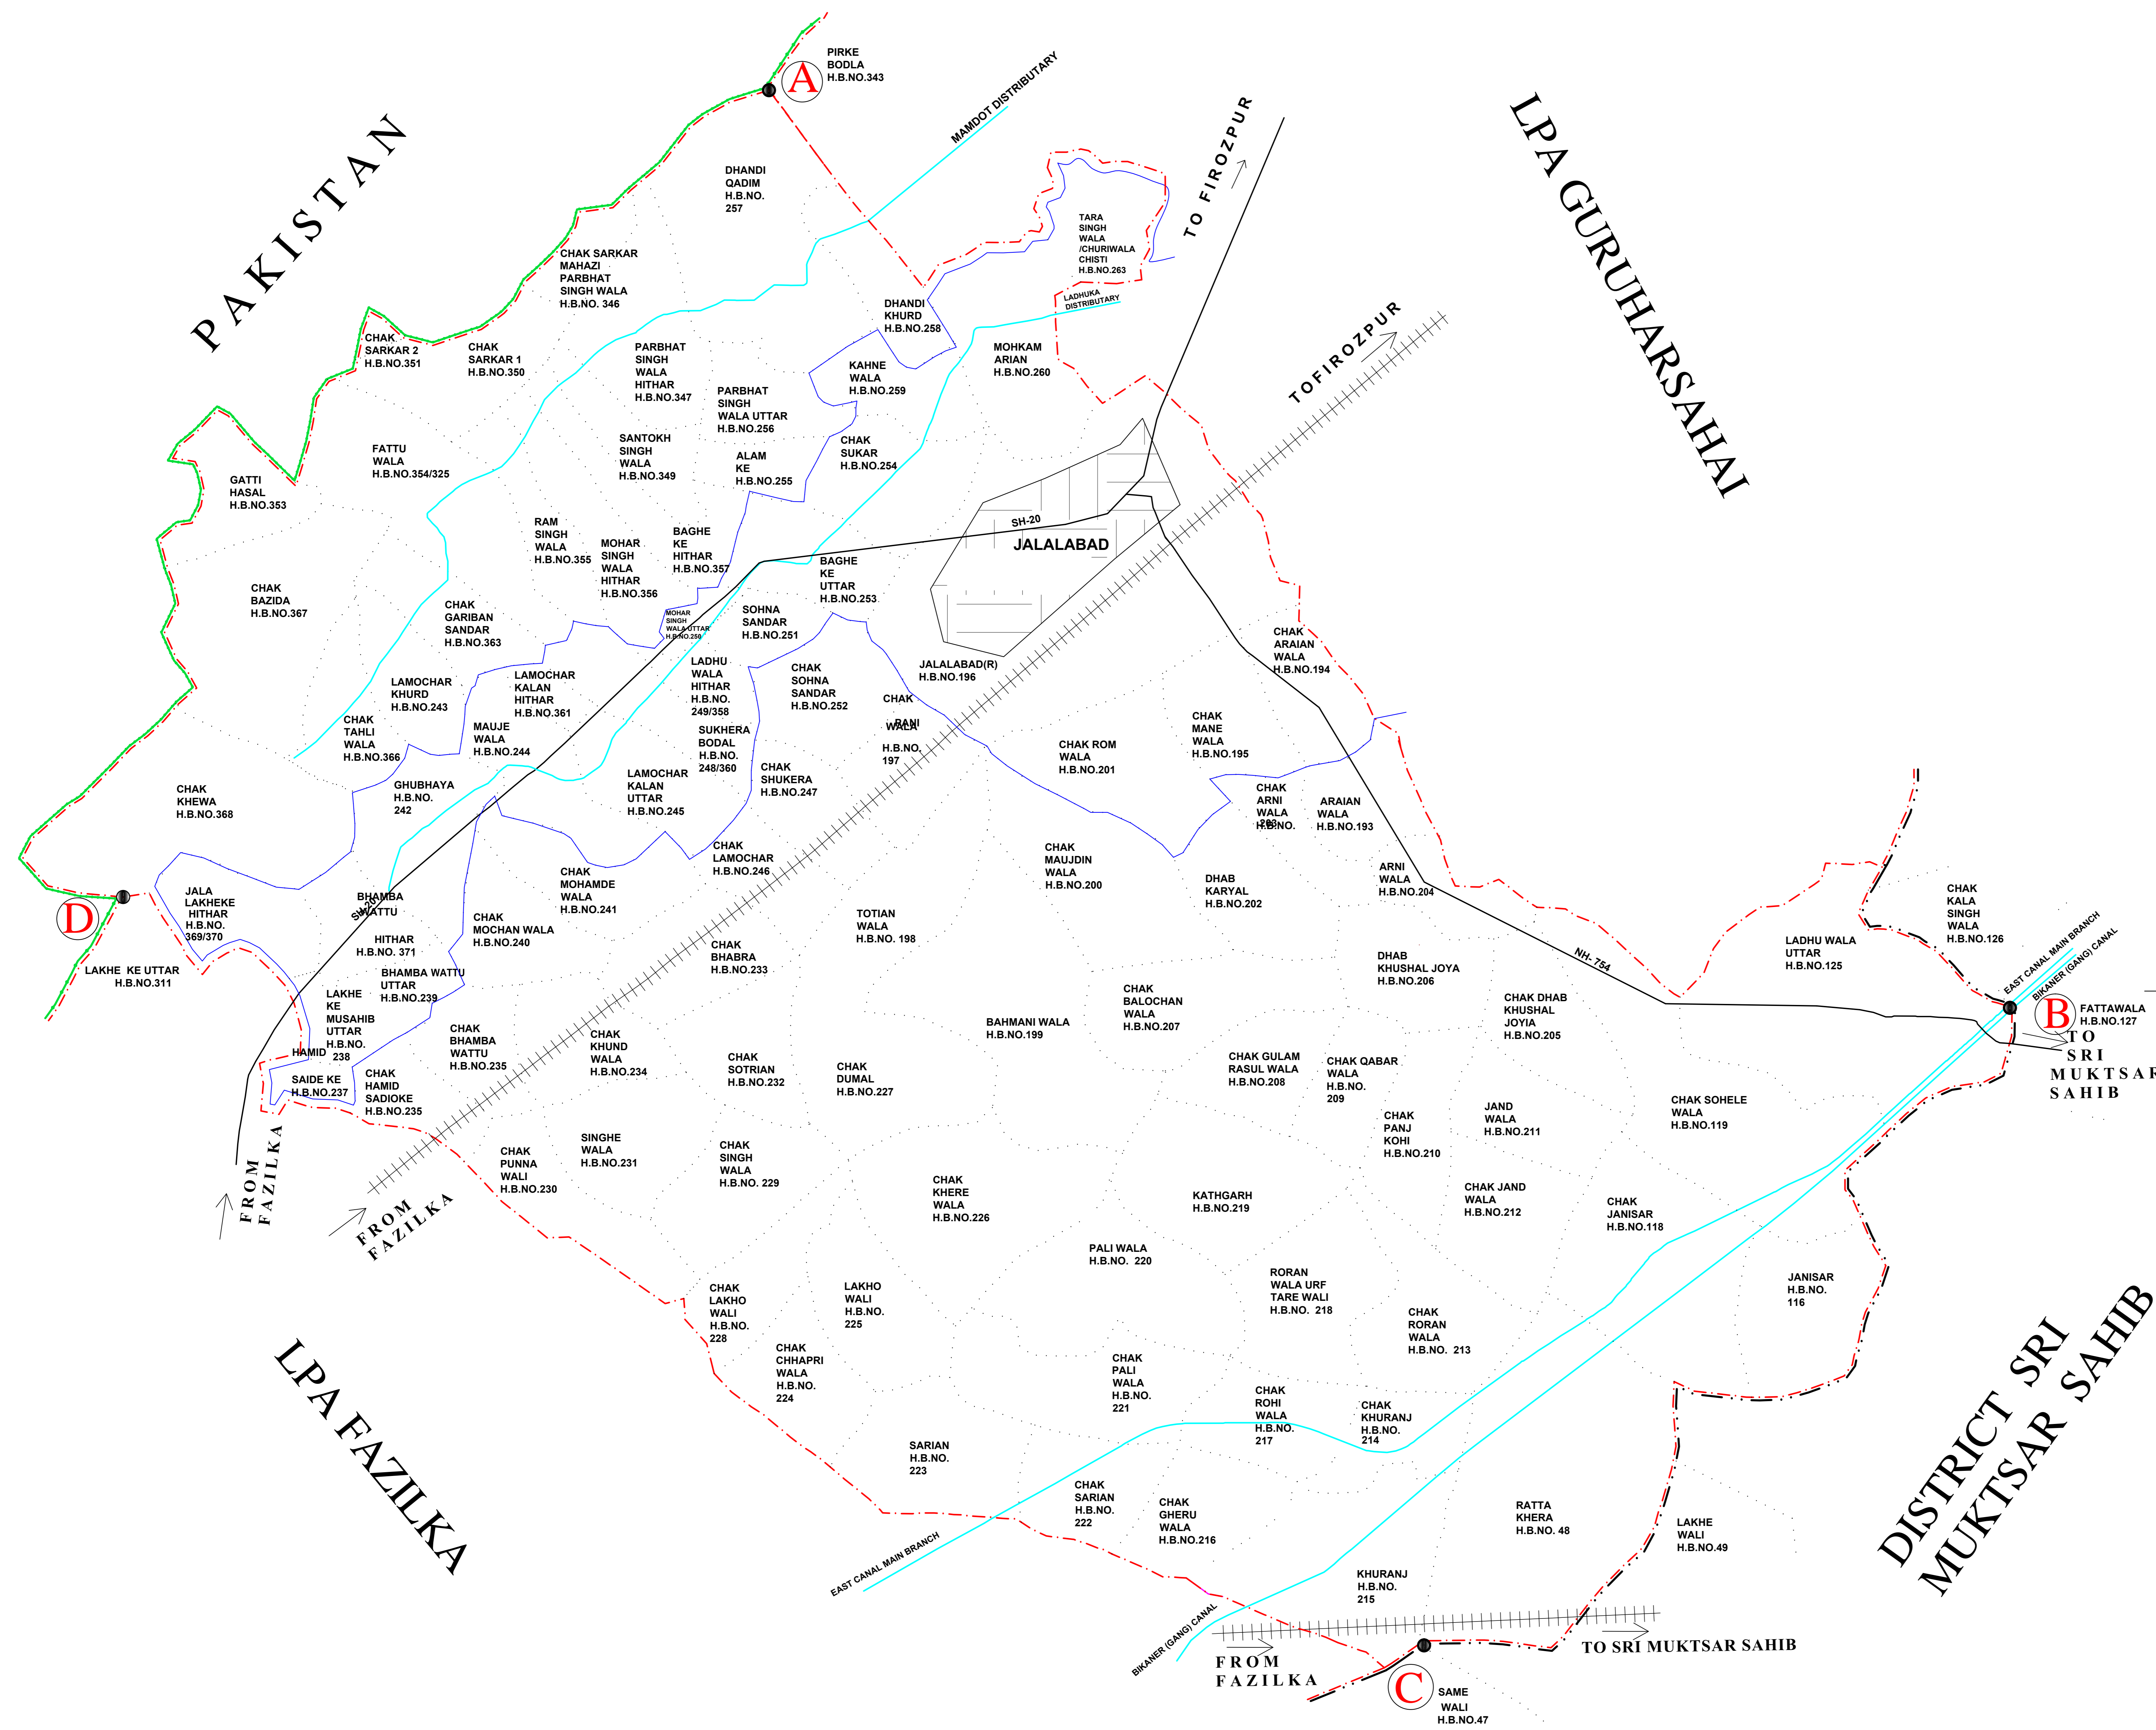 PIRKE
BODLA
H.B.NO.343
A
MAMDOT DISTRIBUTARY
PAKISTAN
LPA GURUHARSAHAI
TO FIROZPUR
DHANDI
QADIM
H.B.NO.
257
TARA
SINGH
WALA
/CHURIWALA
CHISTI
H.B.NO.263
CHAK SARKAR
MAHAZI
PARBHAT
SINGH WALA
H.B.NO. 346
LADHUKA
DISTRIBUTARY
DHANDI
KHURD
H.B.NO.258
TOFIROZPUR
CHAK
SARKAR 2
H.B.NO.351
CHAK
SARKAR 1
H.B.NO.350
PARBHAT
SINGH
WALA
HITHAR
H.B.NO.347
MOHKAM
ARIAN
H.B.NO.260
KAHNE
WALA
H.B.NO.259
PARBHAT
SINGH
WALA UTTAR
H.B.NO.256
FATTU
WALA
H.B.NO.354/325
SANTOKH
SINGH
WALA
H.B.NO.349
CHAK
SUKAR
H.B.NO.254
ALAM
KE
H.B.NO.255
GATTI
HASAL
H.B.NO.353
RAM
SINGH
WALA
H.B.NO.355
MOHAR
SINGH
WALA
HITHAR
H.B.NO.356
BAGHE
KE
HITHAR
H.B.NO.357
SH-20
JALALABAD
BAGHE
KE
UTTAR
H.B.NO.253
CHAK
BAZIDA
H.B.NO.367
CHAK
GARIBAN
SANDAR
H.B.NO.363
MOHAR
SINGH
WALA UTTAR
H.B.NO.250
SOHNA
SANDAR
H.B.NO.251
CHAK
ARAIAN
WALA
H.B.NO.194
LAMOCHAR
KHURD
H.B.NO.243
LAMOCHAR
KALAN
HITHAR
H.B.NO.361
LADHU
WALA
HITHAR
H.B.NO.
249/358
CHAK
SOHNA
SANDAR
H.B.NO.252
JALALABAD(R)
H.B.NO.196
CHAK
RANI
WALA
H.B.NO.
197
CHAK
TAHLI
WALA
H.B.NO.366
MAUJE
WALA
H.B.NO.244
SUKHERA
BODAL
H.B.NO.
248/360
CHAK ROM
WALA
H.B.NO.201
CHAK
MANE
WALA
H.B.NO.195
CHAK
KHEWA
H.B.NO.368
GHUBHAYA
H.B.NO.
242
LAMOCHAR
KALAN
UTTAR
H.B.NO.245
CHAK
SHUKERA
H.B.NO.247
CHAK
ARNI
WALA
H.B.NO.
203
ARAIAN
WALA
H.B.NO.193
CHAK
LAMOCHAR
H.B.NO.246
CHAK
MAUJDIN
WALA
H.B.NO.200
DHAB
KARYAL
H.B.NO.202
ARNI
WALA
H.B.NO.204
D
JALA
LAKHEKE
HITHAR
H.B.NO.
369/370
BHAMBA
WATTU
HITHAR
H.B.NO. 371
SH-20
CHAK
MOHAMDE
WALA
H.B.NO.241
CHAK
MOCHAN WALA
H.B.NO.240
TOTIAN
WALA
H.B.NO. 198
CHAK
KALA
SINGH
WALA
H.B.NO.126
LADHU WALA
UTTAR
H.B.NO.125
EAST CANAL MAIN BRANCH
BIKANER (GANG) CANAL
LAKHE KE UTTAR
H.B.NO.311
BHAMBA WATTU
UTTAR
H.B.NO.239
CHAK
BHABRA
H.B.NO.233
DHAB
KHUSHAL JOYA
H.B.NO.206
NH- 754
LAKHE
KE
MUSAHIB
UTTAR
H.B.NO.
238
CHAK
BALOCHAN
WALA
H.B.NO.207
CHAK DHAB
KHUSHAL
JOYIA
H.B.NO.205
B
FATTAWALA
H.B.NO.127
TO
SRI
MUKTSAR
SAHIB
HAMID
SAIDE KE
H.B.NO.237
CHAK
HAMID
SADIOKE
H.B.NO.235
CHAK
BHAMBA
WATTU
H.B.NO.235
CHAK
KHUND
WALA
H.B.NO.234
BAHMANI WALA
H.B.NO.199
CHAK
SOTRIAN
H.B.NO.232
CHAK
DUMAL
H.B.NO.227
CHAK GULAM
RASUL WALA
H.B.NO.208
CHAK QABAR
WALA
H.B.NO.
209
CHAK
PANJ
KOHI
H.B.NO.210
JAND
WALA
H.B.NO.211
CHAK SOHELE
WALA
H.B.NO.119
FROM
FAZILKA
FROM
FAZILKA
CHAK
PUNNA
WALI
H.B.NO.230
SINGHE
WALA
H.B.NO.231
CHAK
SINGH
WALA
H.B.NO. 229
CHAK
KHERE
WALA
H.B.NO.226
KATHGARH
H.B.NO.219
CHAK JAND
WALA
H.B.NO.212
CHAK
JANISAR
H.B.NO.118
PALI WALA
H.B.NO. 220
RORAN
WALA URF
TARE WALI
H.B.NO. 218
JANISAR
H.B.NO.
116
CHAK
LAKHO
WALI
H.B.NO.
228
LAKHO
WALI
H.B.NO.
225
CHAK
RORAN
WALA
H.B.NO. 213
CHAK
CHHAPRI
WALA
H.B.NO.
224
CHAK
PALI
WALA
H.B.NO.
221
CHAK
ROHI
WALA
H.B.NO.
217
CHAK
KHURANJ
H.B.NO.
214
LPA FAZILKA
DISTRICT SRI
MUKTSAR SAHIB
SARIAN
H.B.NO.
223
CHAK
SARIAN
H.B.NO.
222
CHAK
GHERU
WALA
H.B.NO.216
RATTA
KHERA
H.B.NO. 48
LAKHE
WALI
H.B.NO.49
EAST CANAL MAIN BRANCH
KHURANJ
H.B.NO.
215
BIKANER (GANG) CANAL
FROM
FAZILKA
TO SRI MUKTSAR SAHIB
C
SAME
WALI
H.B.NO.47